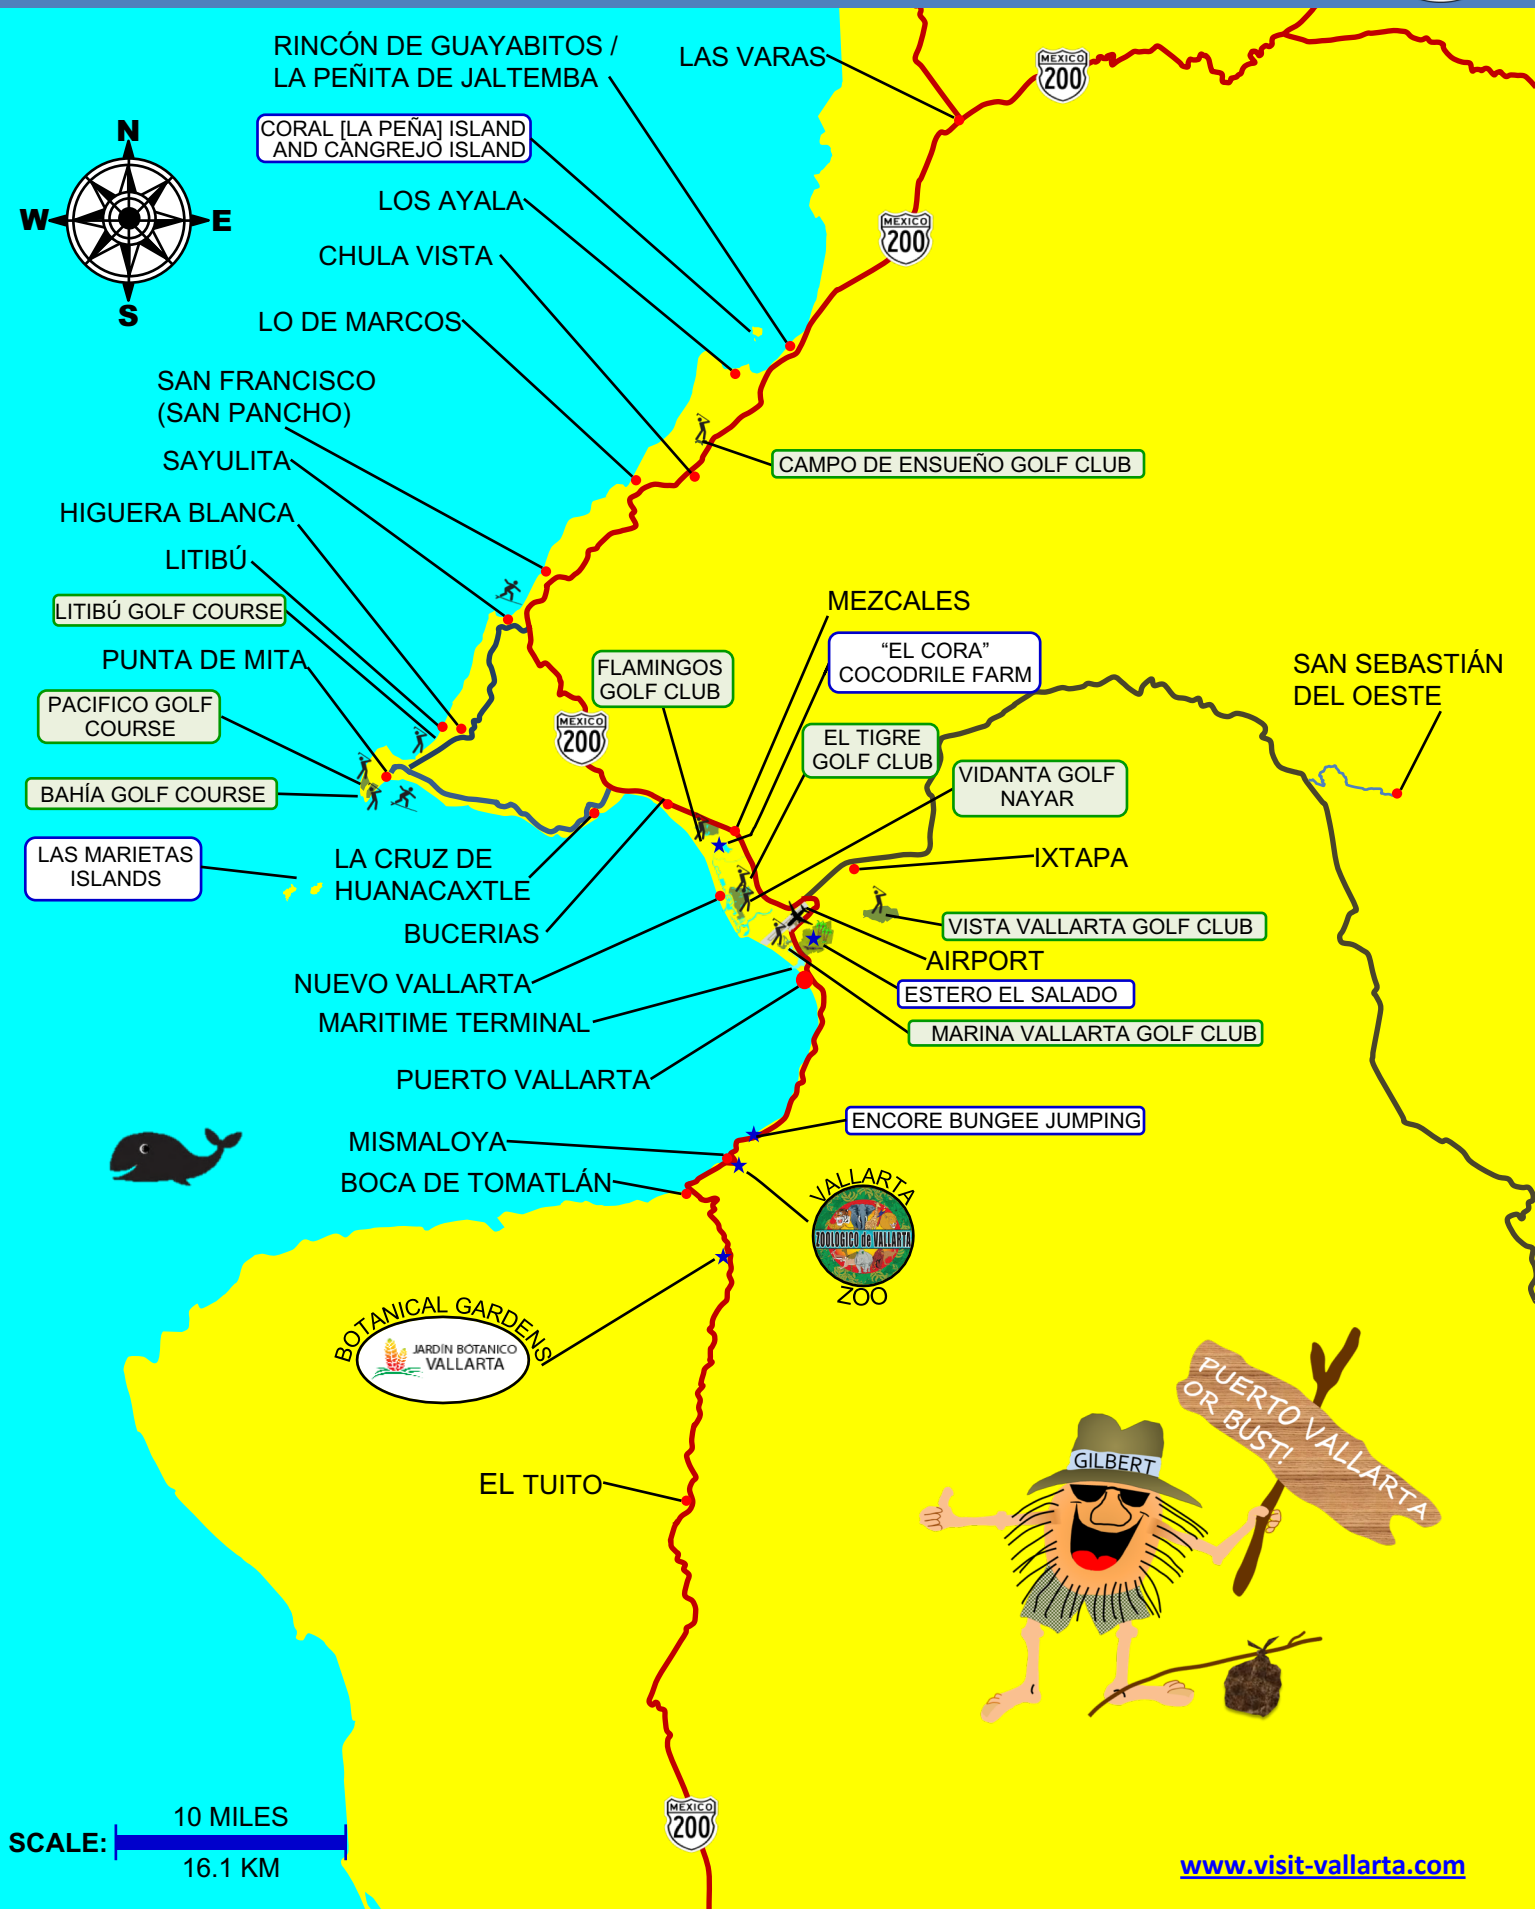 RINCÓN DE GUAYABITOS /
LA PEÑITA DE JALTEMBA
LAS VARAS
MEXICO
200
CORAL [LA PEÑA] ISLAND
AND CANGREJO ISLAND
N
W
E
S
LOS AYALA
MEXICO
200
CHULA VISTA
LO DE MARCOS
SAN FRANCISCO
(SAN PANCHO)
SAYULITA
CAMPO DE ENSUEÑO GOLF CLUB
HIGUERA BLANCA
LITIBÚ
LITIBÚ GOLF COURSE
MEZCALES
PUNTA DE MITA
FLAMINGOS
GOLF CLUB
"EL CORA"
COCODRILE FARM
SAN SEBASTIÁN
DEL OESTE
PACIFICO GOLF
COURSE
MEXICO
200
EL TIGRE
GOLF CLUB
VIDANTA GOLF
NAYAR
BAHÍA GOLF COURSE
LAS MARIETAS
ISLANDS
LA CRUZ DE
HUANACAXTLE
IXTAPA
BUCERIAS
VISTA VALLARTA GOLF CLUB
AIRPORT
NUEVO VALLARTA
ESTERO EL SALADO
MARITIME TERMINAL
MARINA VALLARTA GOLF CLUB
PUERTO VALLARTA
ENCORE BUNGEE JUMPING
MISMALOYA
BOCA DE TOMATLÁN
VALLARTA
ZOOLOGICO de VALLARTA
ZOO
BOTANICAL GARDENS
JARDÍN BOTANICO
VALLARTA
PUERTO VALLARTA
OR BUST!
GILBERT
EL TUITO
MEXICO
200
10 MILES
SCALE:
16.1 KM
www.visit-vallarta.com